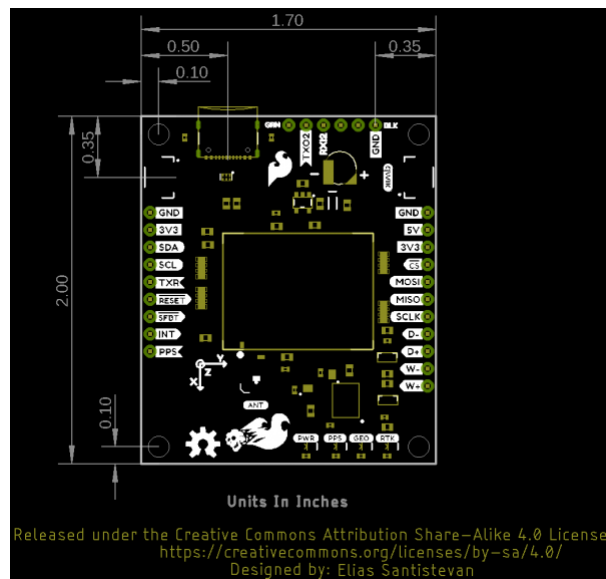 1.70
0.50
0.35
0.10
GRN
BLK
TXO2
RXI2
GND
0.35
QWIIC
GND
3V3
SDA
SCL
TXR
RESET
SFBT
INT
PPS
GND
5V
3V3
CS
MOSI
MISO
SCLK
D-
D+
W-
W+
2.00
Y
Z
X
ANT
0.10
PWR
PPS
GEO
RTK
Units In Inches
Released under the Creative Commons Attribution Share-Alike 4.0 License
https://creativecommons.org/licenses/by-sa/4.0/
Designed by: Elias Santistevan